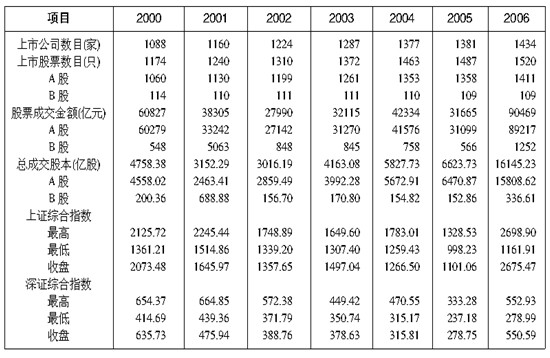 项目 2000 2001 2002 2003 2004 2005 2006
上市公司数目(家) 1088 1160 1224 1287 1377 1381 1434
上市股票数目(只) 1174 1240 1310 1372 1463 1487 1520
A股 1060 1130 1199 1261 1353 1358 1411
B股 114 110 111 111 110 109 109
股票成交金额(亿元) 60827 38305 27990 32115 42334 31665 90469
A股 60279 33242 27142 31270 41576 31099 89217
B股 548 5063 848 845 758 566 1252
总成交股本(亿股) 4758.38 3152.29 3016.19 4163.08 5827.73 6623.73 16145.23
A股 4558.02 2463.41 2859.49 3992.28 5672.91 6470.87 15808.62
B股 200.36 688.88 156.70 170.80 154.82 152.86 336.61
上证综合指数
最高 2125.72 2245.44 1748.89 1649.60 1783.01 1328.53 2698.90
最低 1361.21 1514.86 1339.20 1307.40 1259.43 998.23 1161.91
收盘 2073.48 1645.97 1357.65 1497.04 1266.50 1101.06 2675.47
深证综合指数
最高 654.37 664.85 572.38 449.42 470.55 333.28 552.93
最低 414.69 439.36 371.79 350.74 315.17 237.18 278.99
收盘 635.73 475.94 388.76 378.63 315.81 278.75 550.59